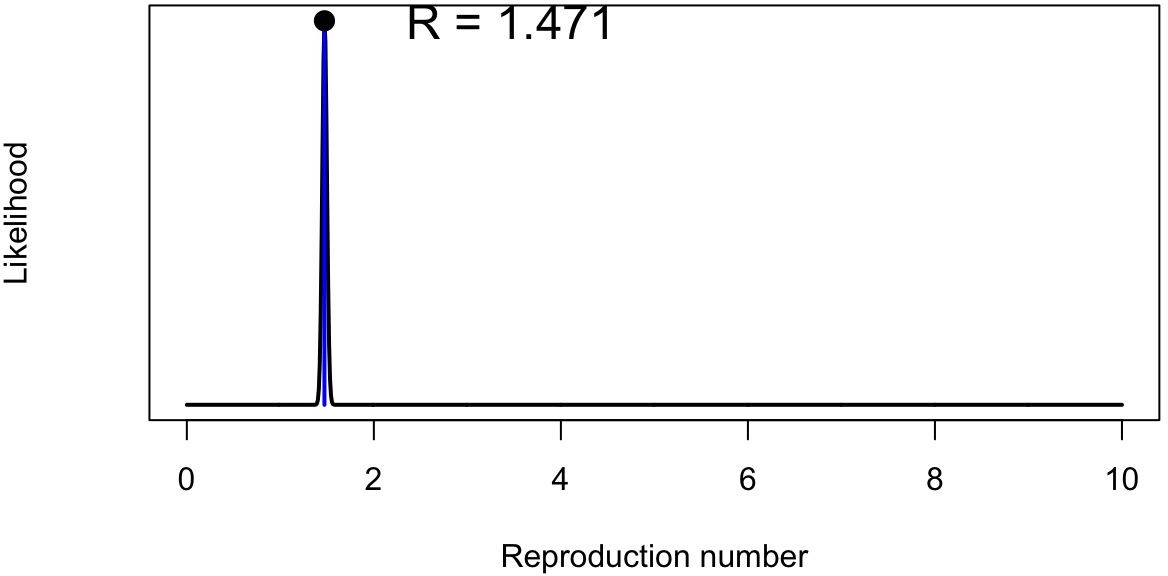 R = 1.471
Likelihood
0 2 4 6 8 10
Reproduction number